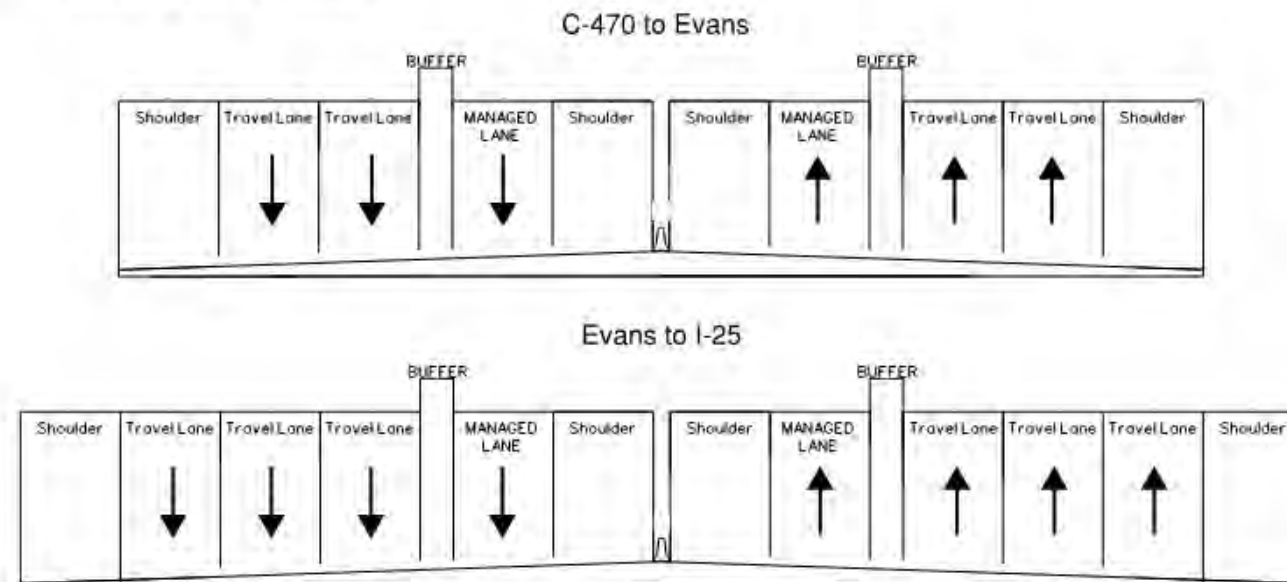 C-470 to Evans
BUFFER BUFFER
Shoulder Travel Lane Travel Lane MANAGED LANE Shoulder Shoulder MANAGED LANE Travel Lane Travel Lane Shoulder
Evans to I-25
BUFFER BUFFER
Shoulder Travel Lane Travel Lane Travel Lane MANAGED LANE Shoulder Shoulder MANAGED LANE Travel Lane Travel Lane Travel Lane Shoulder